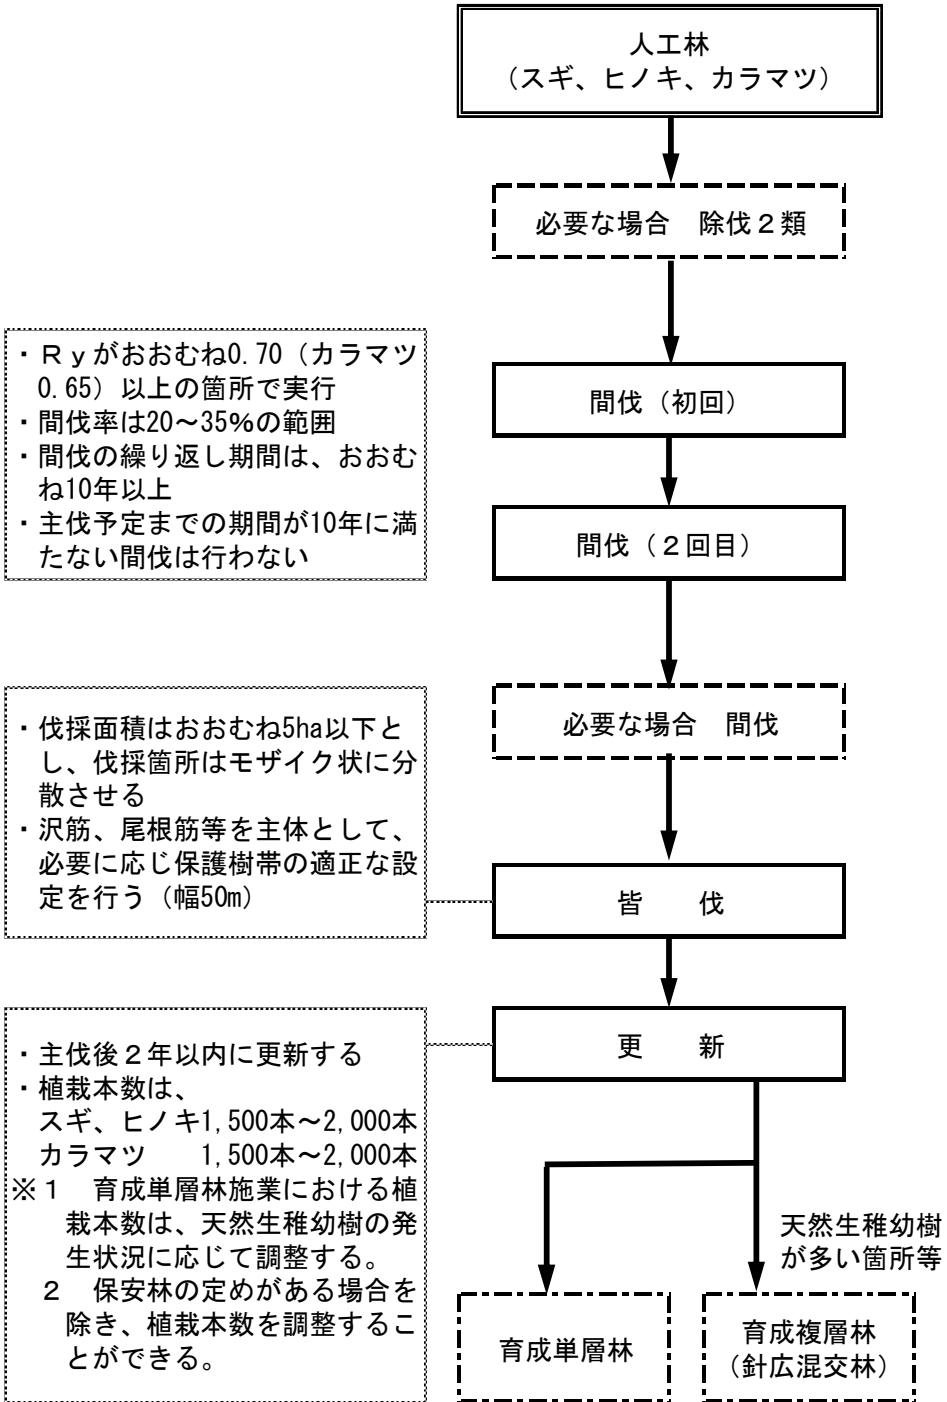 人工林
（スギ、ヒノキ、カラマツ）
必要な場合　除伐２類
・Ｒｙがおおむね0.70（カラマツ
0.65）以上の箇所で実行
・間伐率は20～35％の範囲
・間伐の繰り返し期間は、おおむ
ね10年以上
・主伐予定までの期間が10年に満
たない間伐は行わない
間伐（初回）
間伐（２回目）
必要な場合　間伐
・伐採面積はおおむね5ha以下と
し、伐採箇所はモザイク状に分
散させる
・沢筋、尾根筋等を主体として、
必要に応じ保護樹帯の適正な設
定を行う（幅50m）
皆　　伐
更　　新
・主伐後２年以内に更新する
・植栽本数は、
スギ、ヒノキ1,500本～2,000本
カラマツ　　1,500本～2,000本
※１　育成単層林施業における植
栽本数は、天然生稚幼樹の発
生状況に応じて調整する。
２　保安林の定めがある場合を
除き、植栽本数を調整するこ
とができる。
天然生稚幼樹
が多い箇所等
育成単層林
育成複層林
（針広混交林）